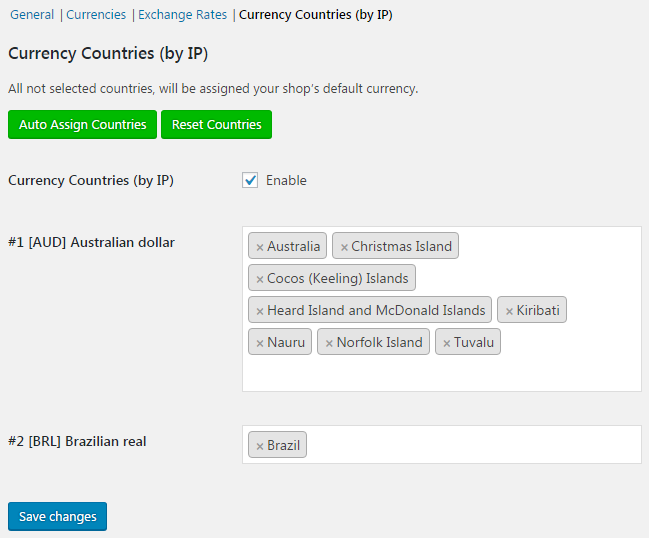 General | Currencies | Exchange Rates | Currency Countries (by IP)
Currency Countries (by IP)
All not selected countries, will be assigned your shop's default currency.
Auto Assign Countries Reset Countries
Currency Countries (by IP) Enable
#1 [AUD] Australian dollar × Australia × Christmas Island
× Cocos (Keeling) Islands
× Heard Island and McDonald Islands × Kiribati
× Nauru × Norfolk Island × Tuvalu
#2 [BRL] Brazilian real × Brazil
Save changes